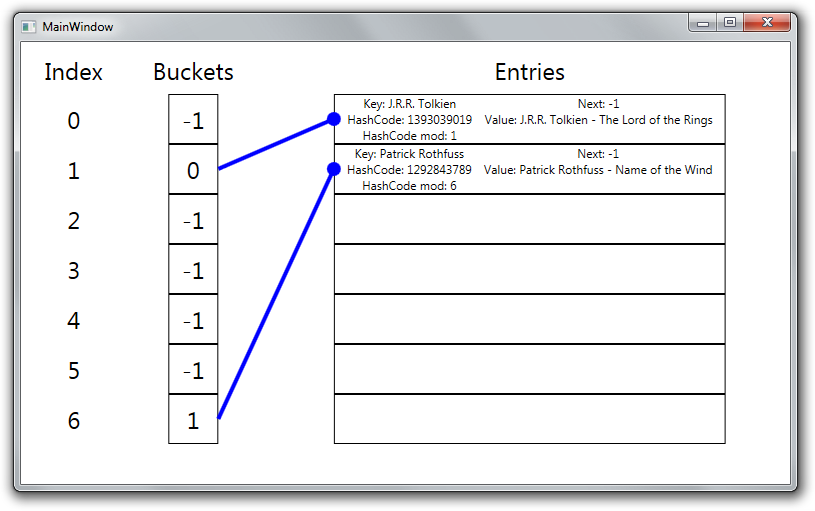 MainWindow
Index Buckets Entries
0 -1 Key: J.R.R. Tolkien Next: -1
HashCode: 1393039019 Value: J.R.R. Tolkien - The Lord of the Rings
HashCode mod: 1
1 0 Key: Patrick Rothfuss Next: -1
HashCode: 1292843789 Value: Patrick Rothfuss - Name of the Wind
HashCode mod: 6
2 -1
3 -1
4 -1
5 -1
6 1